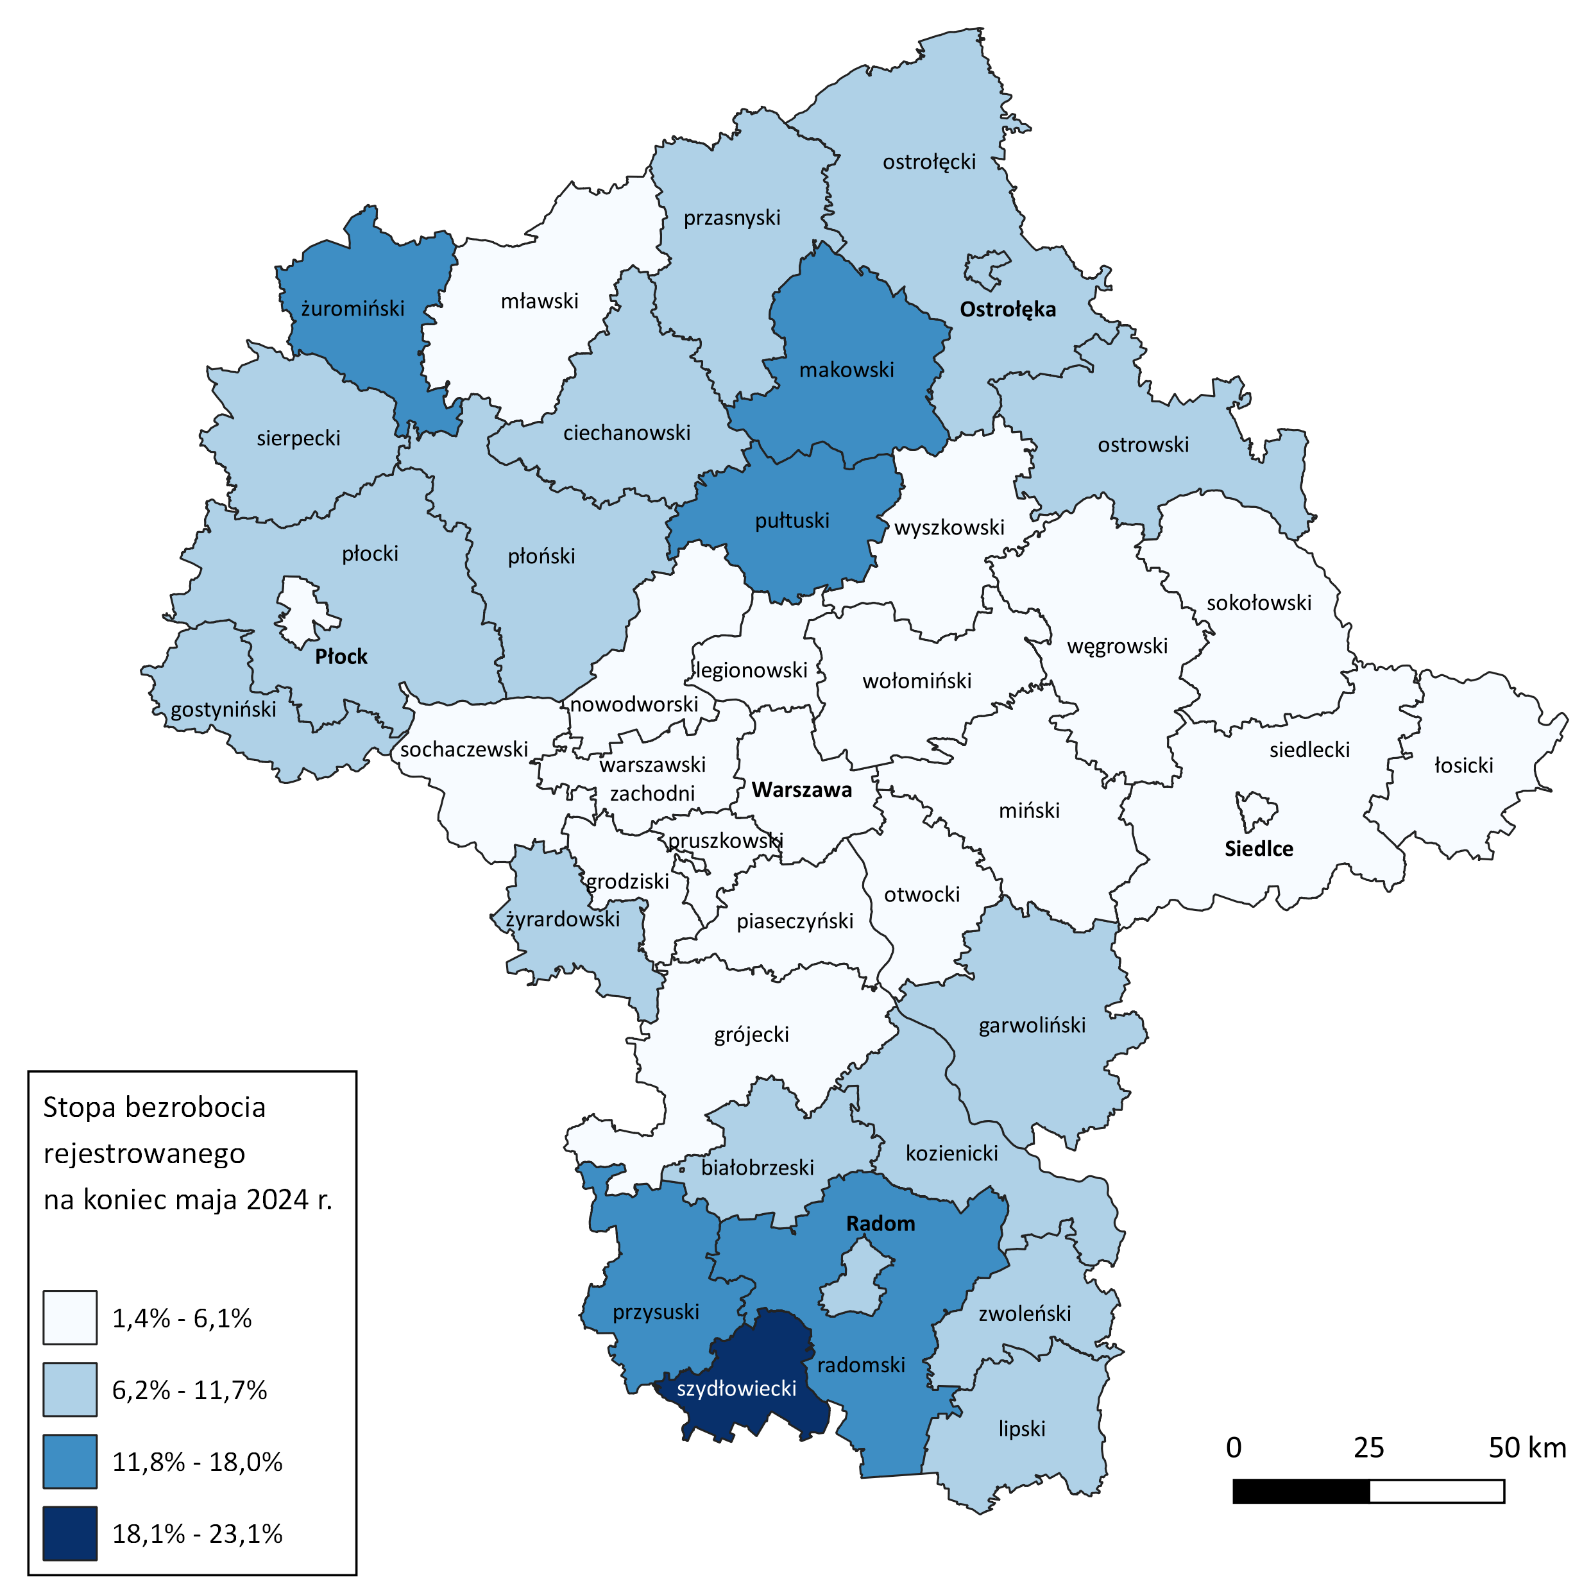 ostrołęcki
przasnyski
mławski
żuromiński
Ostrołęka
makowski
ciechanowski
sierpecki
ostrowski
pułtuski
wyszkowski
płocki
płoński
sokołowski
węgrowski
Płock
legionowski
wołomiński
nowodworski
gostyniński
sochaczewski
siedlecki
warszawski
zachodni
łosicki
Warszawa
miński
pruszkowski
Siedlce
grodziski
otwocki
żyrardowski
piaseczyński
garwoliński
grójecki
kozienicki
białobrzeski
Radom
przysuski
zwoleński
radomski
szydłowiecki
lipski
Stopa bezrobocia
rejestrowanego
na koniec maja 2024 r.
1,4% - 6,1%
6,2% - 11,7%
11,8% - 18,0%
18,1% - 23,1%
0 25 50 km